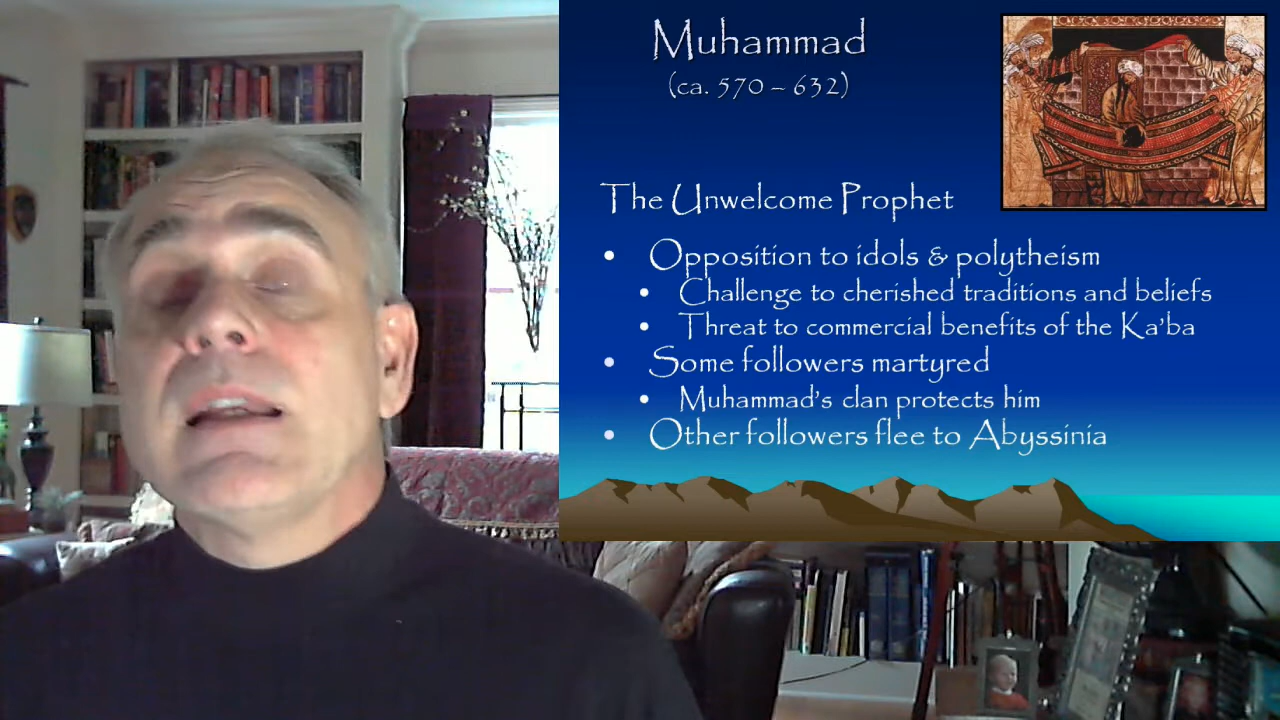 Muhammad
(ca. 570 – 632)
The Unwelcome Prophet
• Opposition to idols & polytheism
• Challenge to cherished traditions and beliefs
• Threat to commercial benefits of the Ka'ba
• Some followers martyred
• Muhammad's clan protects him
• Other followers flee to Abyssinia